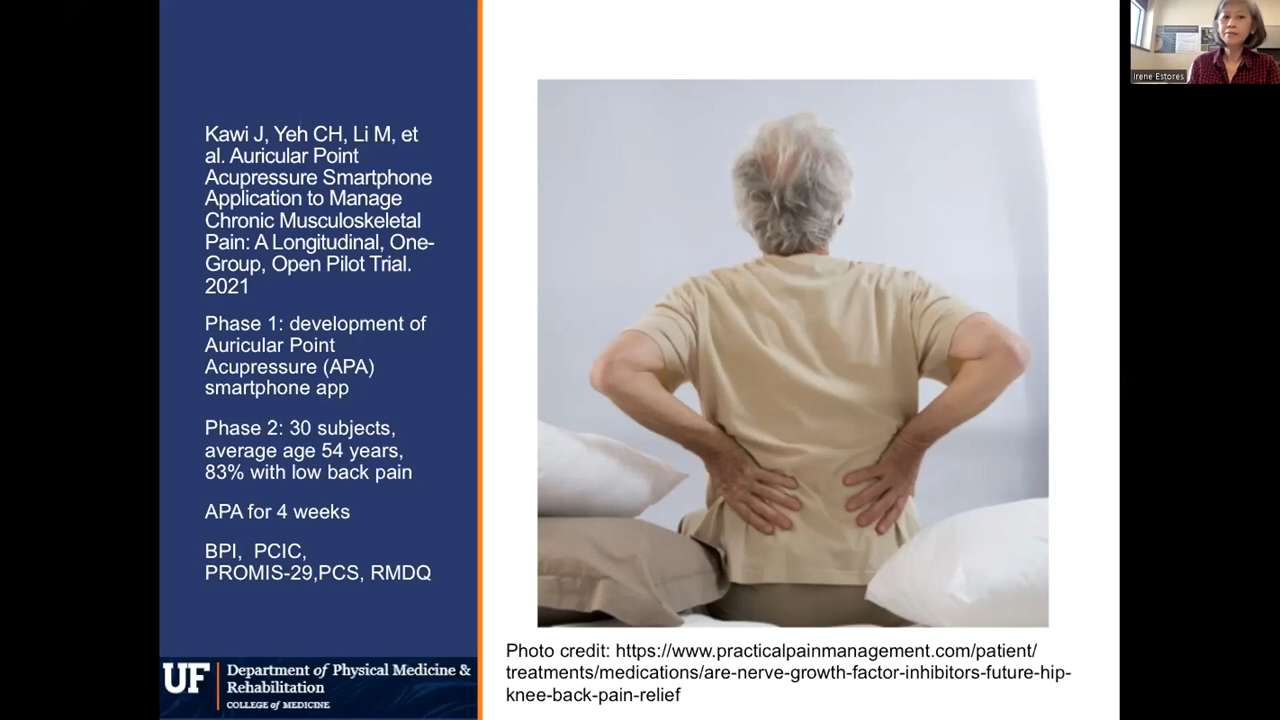 Kawi J, Yeh CH, Li M, et
al. Auricular Point
Acupressure Smartphone
Application to Manage
Chronic Musculoskeletal
Pain: A Longitudinal, One-
Group, Open Pilot Trial.
2021
Phase 1: development of
Auricular Point
Acupressure (APA)
smartphone app
Phase 2: 30 subjects,
average age 54 years,
83% with low back pain
APA for 4 weeks
BPI, PCIC,
PROMIS-29,PCS, RMDQ
UF
Department of Physical Medicine &
Rehabilitation
COLLEGE of MEDICINE
Photo credit: https://www.practicalpainmanagement.com/patient/
treatments/medications/are-nerve-growth-factor-inhibitors-future-hip-
knee-back-pain-relief
Irene Estores